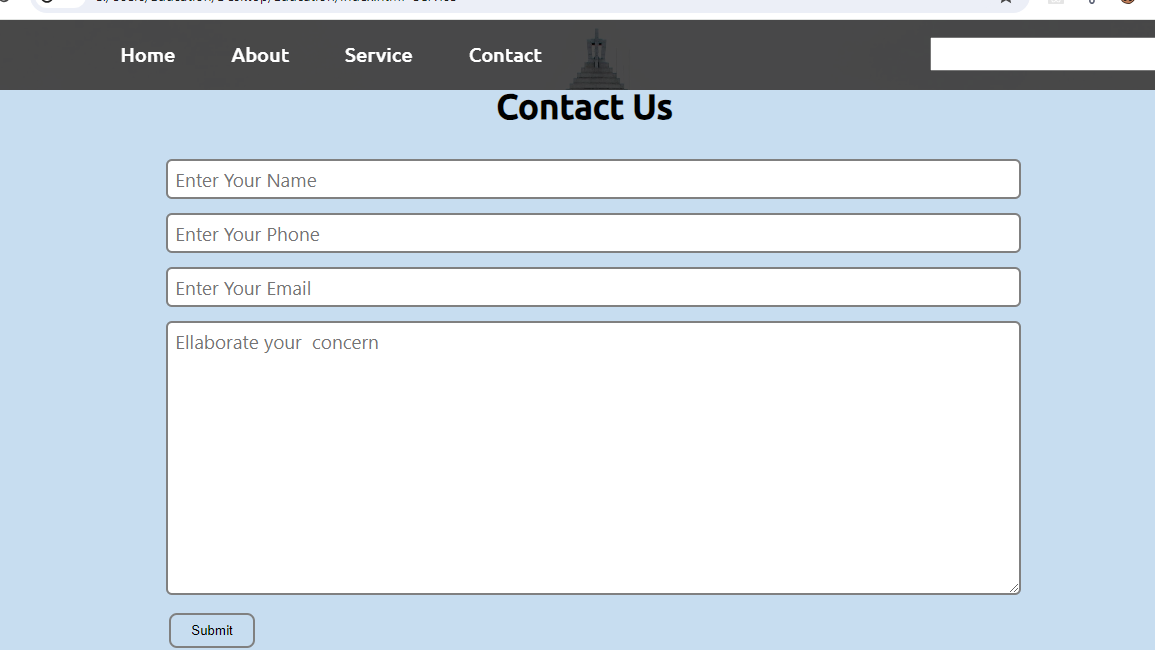 Home About Service Contact
Contact Us
Enter Your Name
Enter Your Phone
Enter Your Email
Ellaborate your  concern
Submit